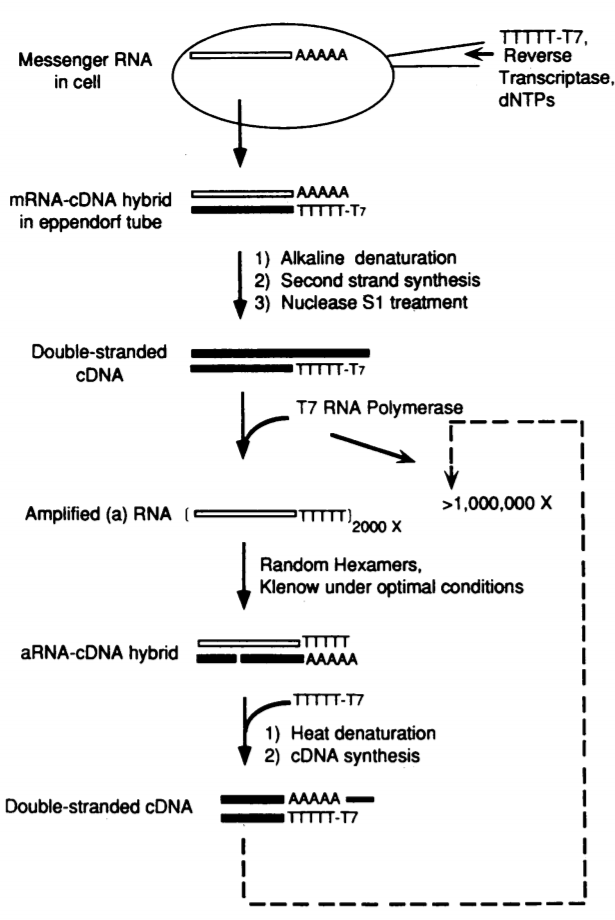 Messenger RNA
in cell
AAAAA
TTTTT-T7,
Reverse
Transcriptase,
dNTPs
mRNA-cDNA hybrid
in eppendorf tube
AAAAA
TTTTT-T7
1) Alkaline denaturation
2) Second strand synthesis
3) Nuclease S1 treatment
Double-stranded
cDNA
TTTTT-T7
T7 RNA Polymerase
>1,000,000 X
Amplified (a) RNA
TTTTT
2000 X
Random Hexamers,
Klenow under optimal conditions
aRNA-cDNA hybrid
TTTTT
AAAAA
TTTTT-T7
1) Heat denaturation
2) cDNA synthesis
Double-stranded cDNA
AAAAA
TTTTT-T7